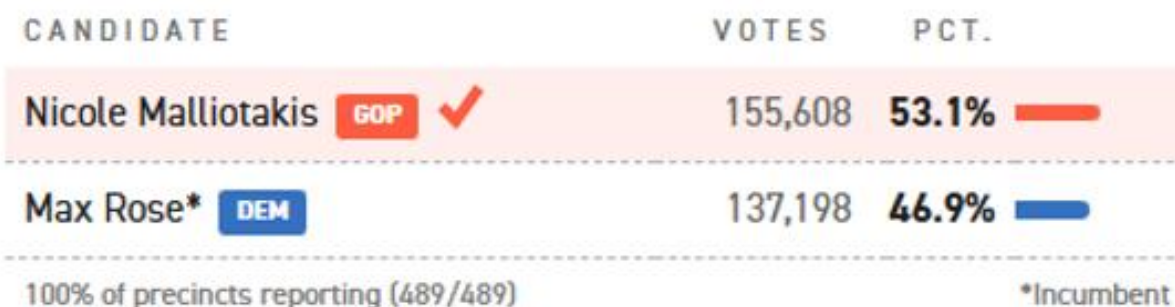 CANDIDATE VOTES PCT.
Nicole Malliotakis GOP 155,608 53.1%
Max Rose* DEM 137,198 46.9%
100% of precincts reporting (489/489) *Incumbent